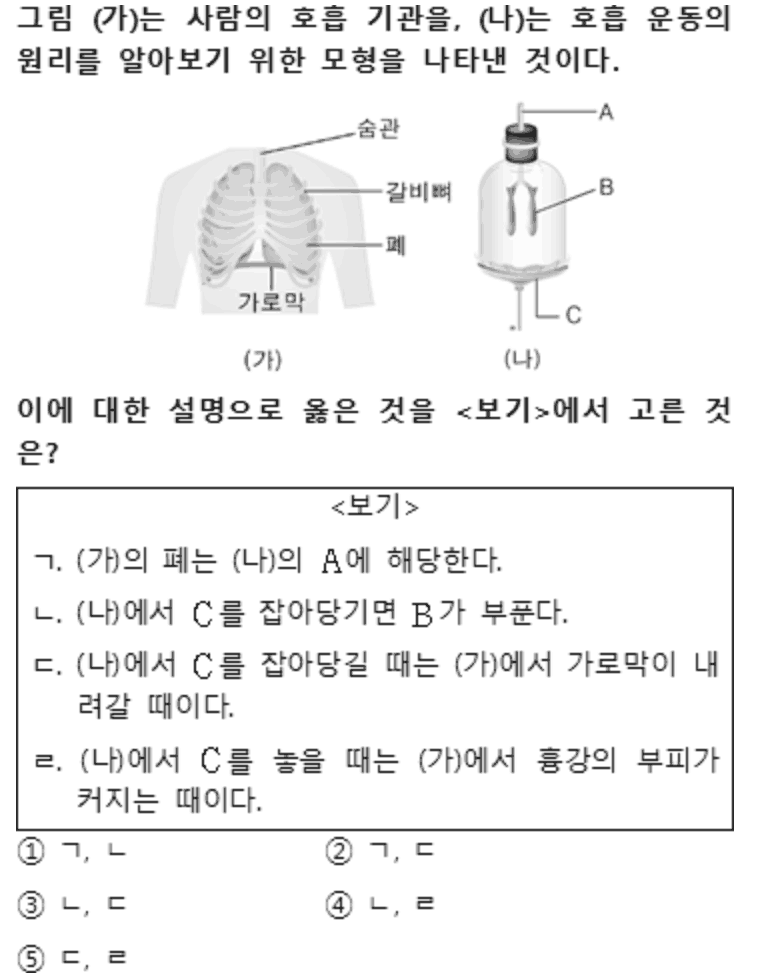 그림 (가)는 사람의 호흡 기관을, (나)는 호흡 운동의
원리를 알아보기 위한 모형을 나타낸 것이다.
숨관
갈비뼈
폐
가로막
(가)
A
B
C
(나)
이에 대한 설명으로 옳은 것을 <보기>에서 고른 것
은?
<보기>
ㄱ. (가)의 폐는 (나)의 A에 해당한다.
ㄴ. (나)에서 C를 잡아당기면 B가 부푼다.
ㄷ. (나)에서 C를 잡아당길 때는 (가)에서 가로막이 내
려갈 때이다.
ㄹ. (나)에서 C를 놓을 때는 (가)에서 흉강의 부피가
커지는 때이다.
① ㄱ, ㄴ ② ㄱ, ㄷ
③ ㄴ, ㄷ ④ ㄴ, ㄹ
⑤ ㄷ, ㄹ